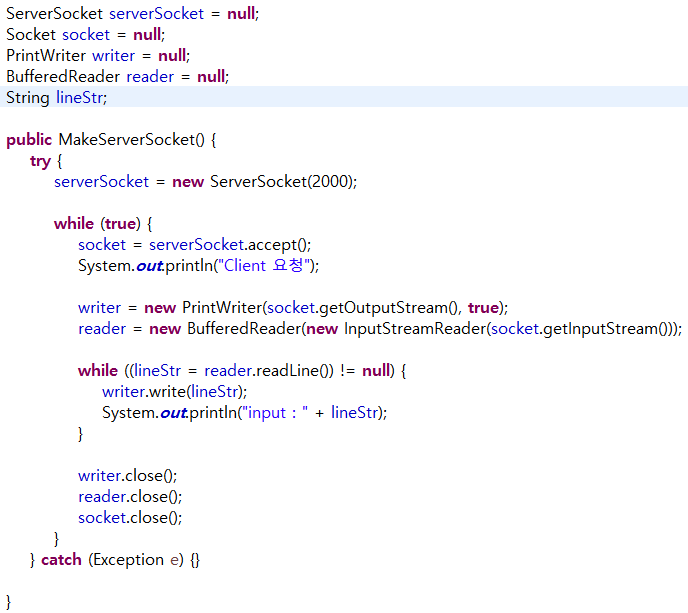 ServerSocket serverSocket = null;
Socket socket = null;
PrintWriter writer = null;
BufferedReader reader = null;
String lineStr;
public MakeServerSocket() {
try {
serverSocket = new ServerSocket(2000);
while (true) {
socket = serverSocket.accept();
System.out.println("Client 요청");
writer = new PrintWriter(socket.getOutputStream(), true);
reader = new BufferedReader(new InputStreamReader(socket.getInputStream()));
while ((lineStr = reader.readLine()) != null) {
writer.write(lineStr);
System.out.println("input : " + lineStr);
}
writer.close();
reader.close();
socket.close();
}
} catch (Exception e) {}
}